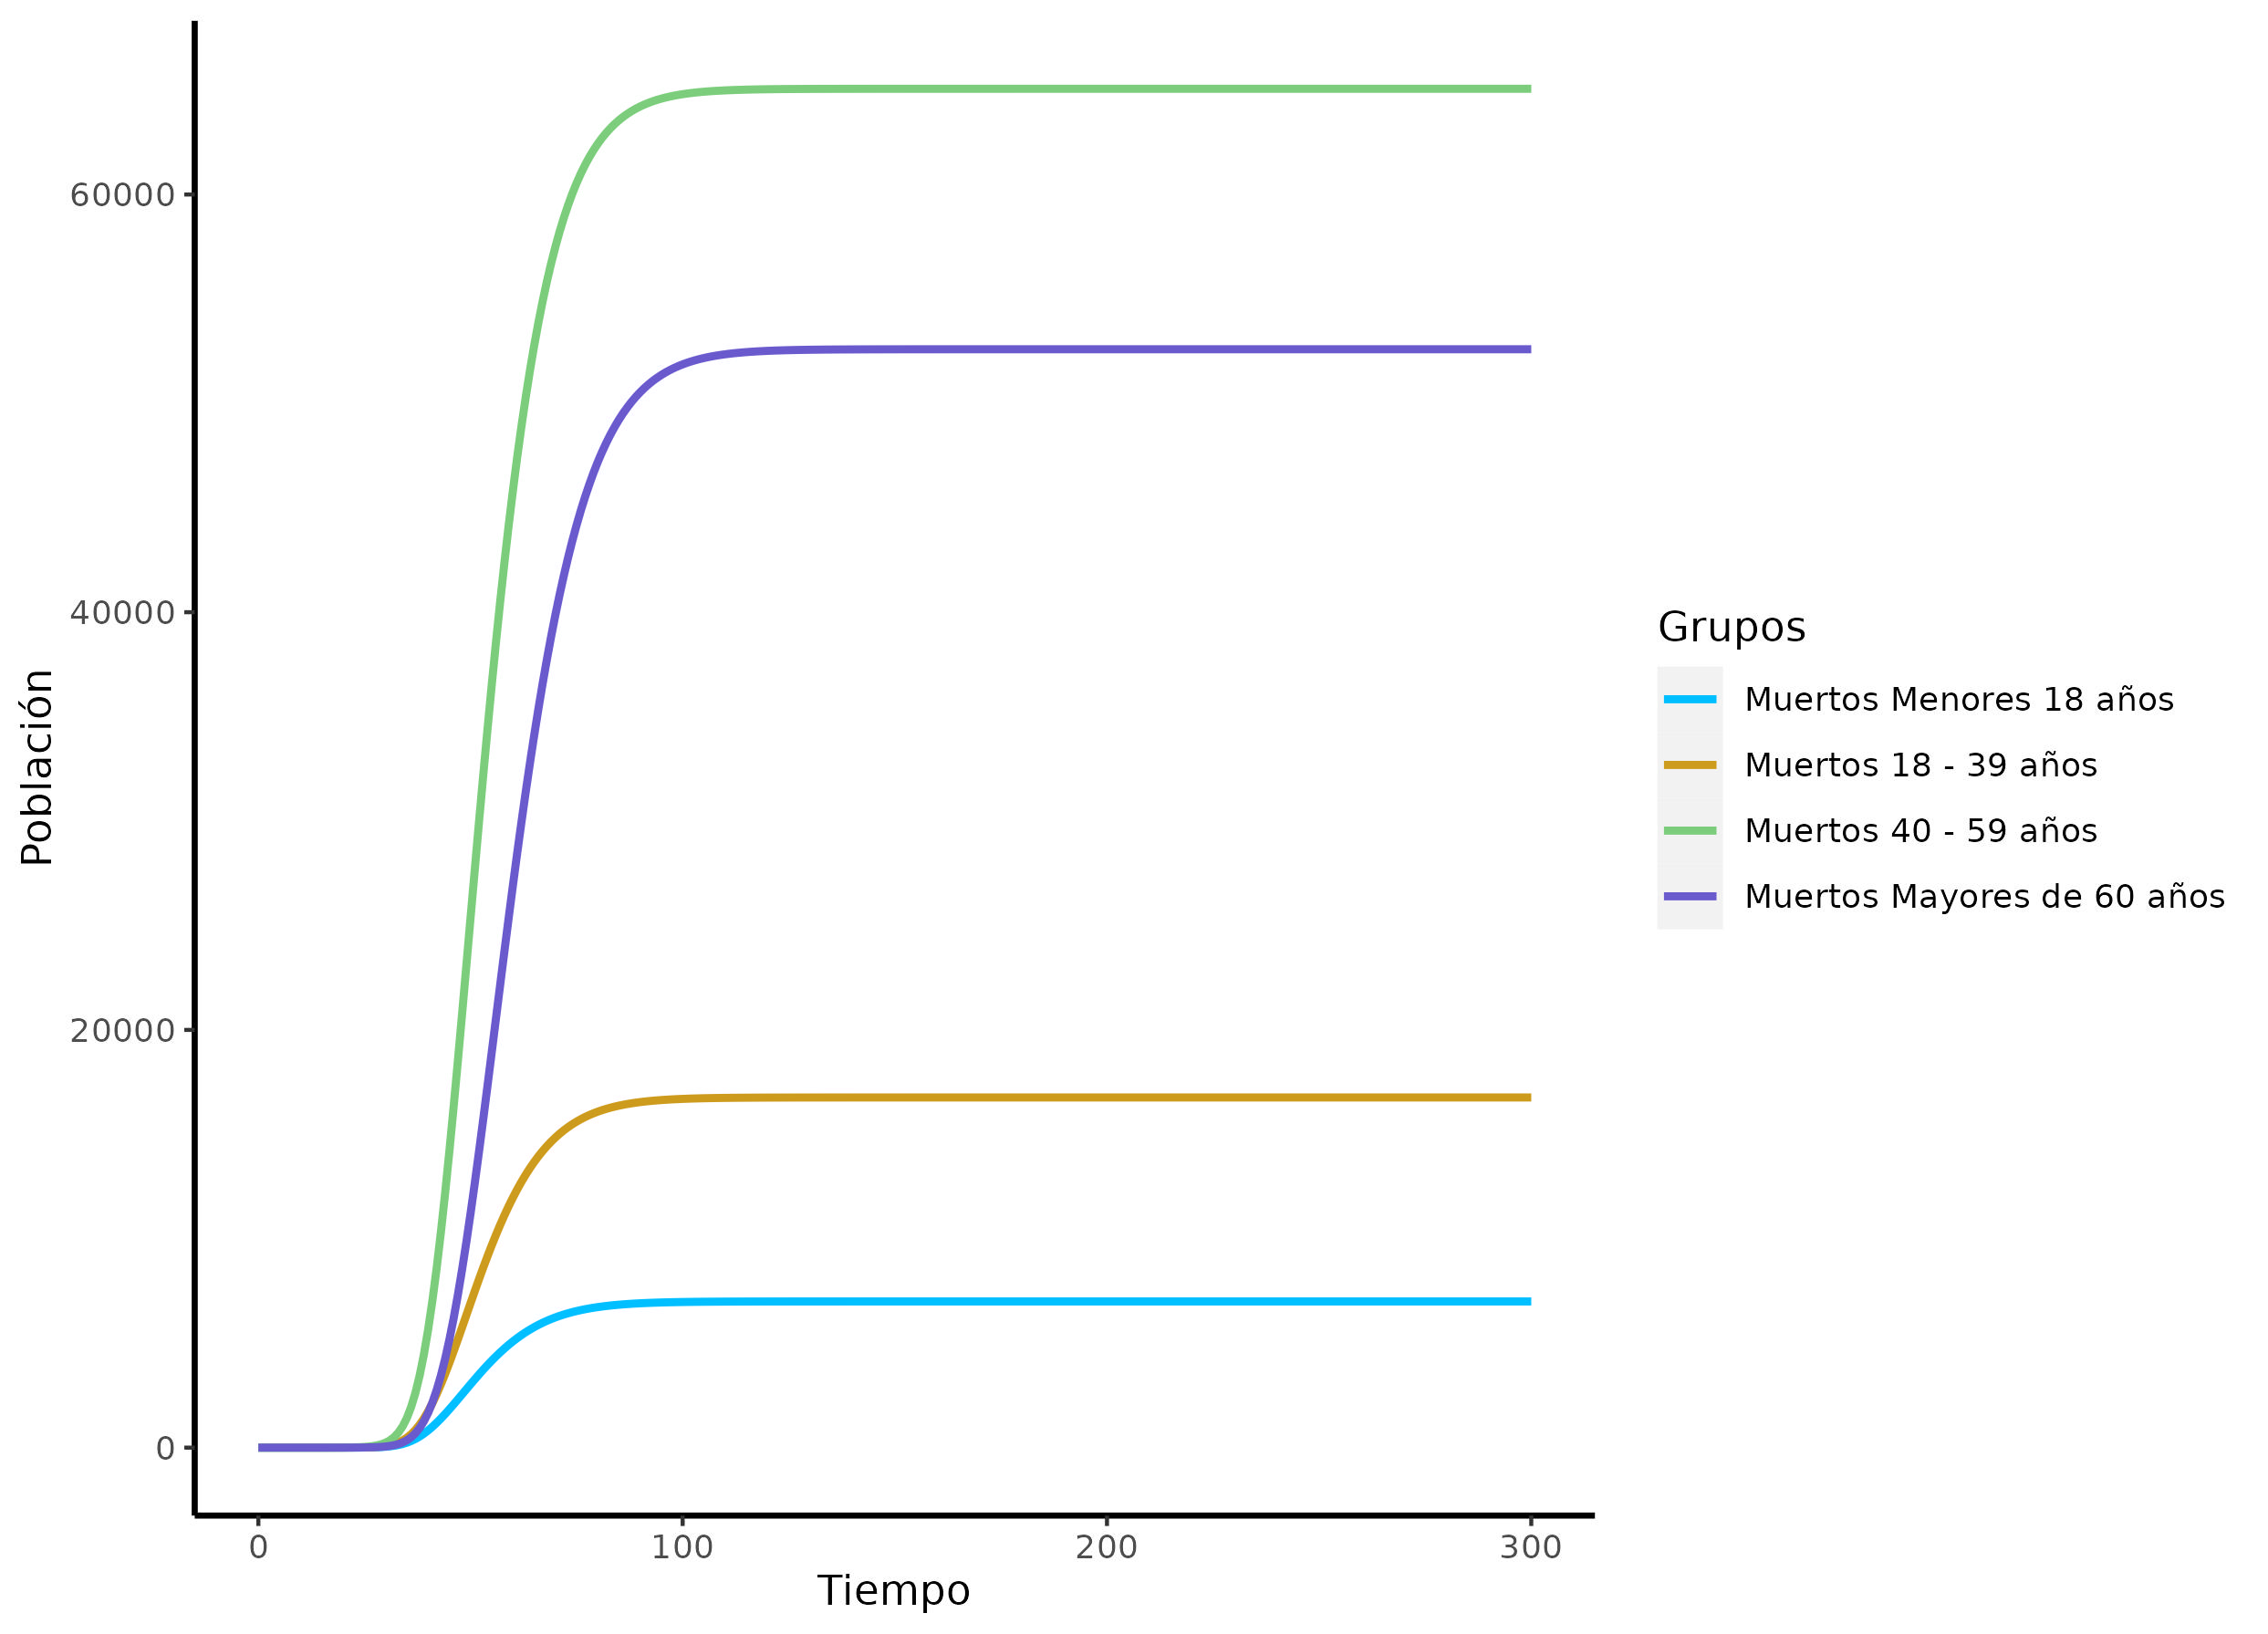 60000
40000
20000
0
Población
0 100 200 300
Tiempo
Grupos
Muertos Menores 18 años
Muertos 18 - 39 años
Muertos 40 - 59 años
Muertos Mayores de 60 años